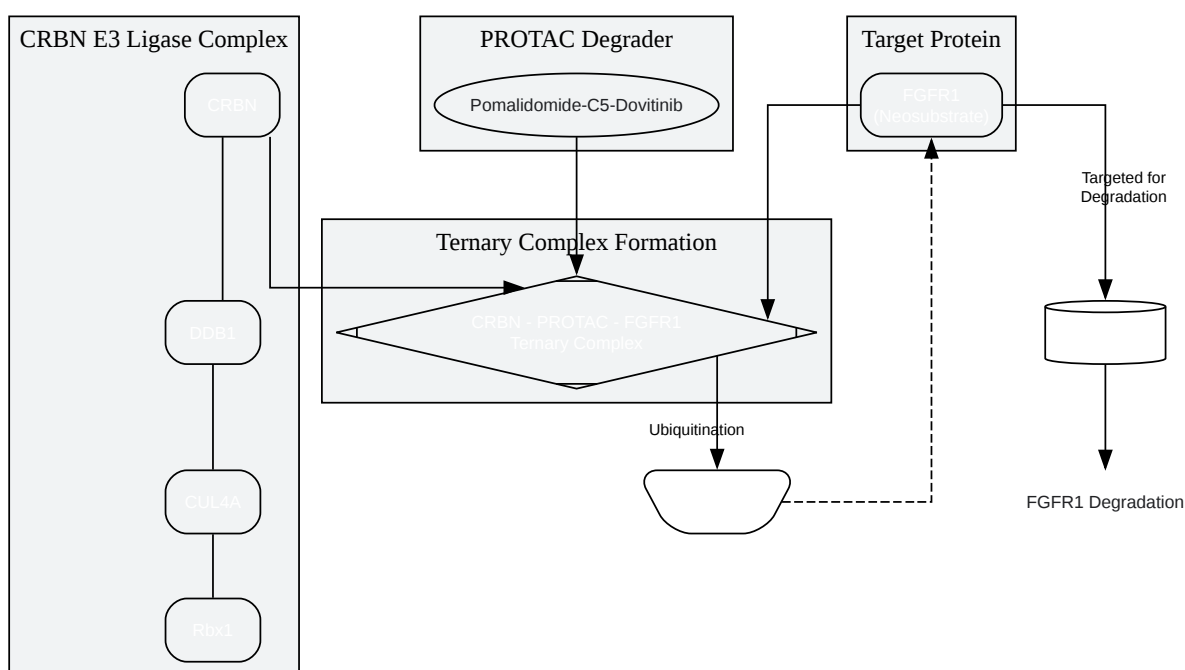 CRBN E3 Ligase Complex
PROTAC Degrader
Target Protein
CRBN
Pomalidomide-C5-Dovitinib
FGFR1
(Neosubstrate)
Targeted for
Degradation
Ternary Complex Formation
CRBN - PROTAC - FGFR1
Ternary Complex
DDB1
Ubiquitination
CUL4A
FGFR1 Degradation
Rbx1